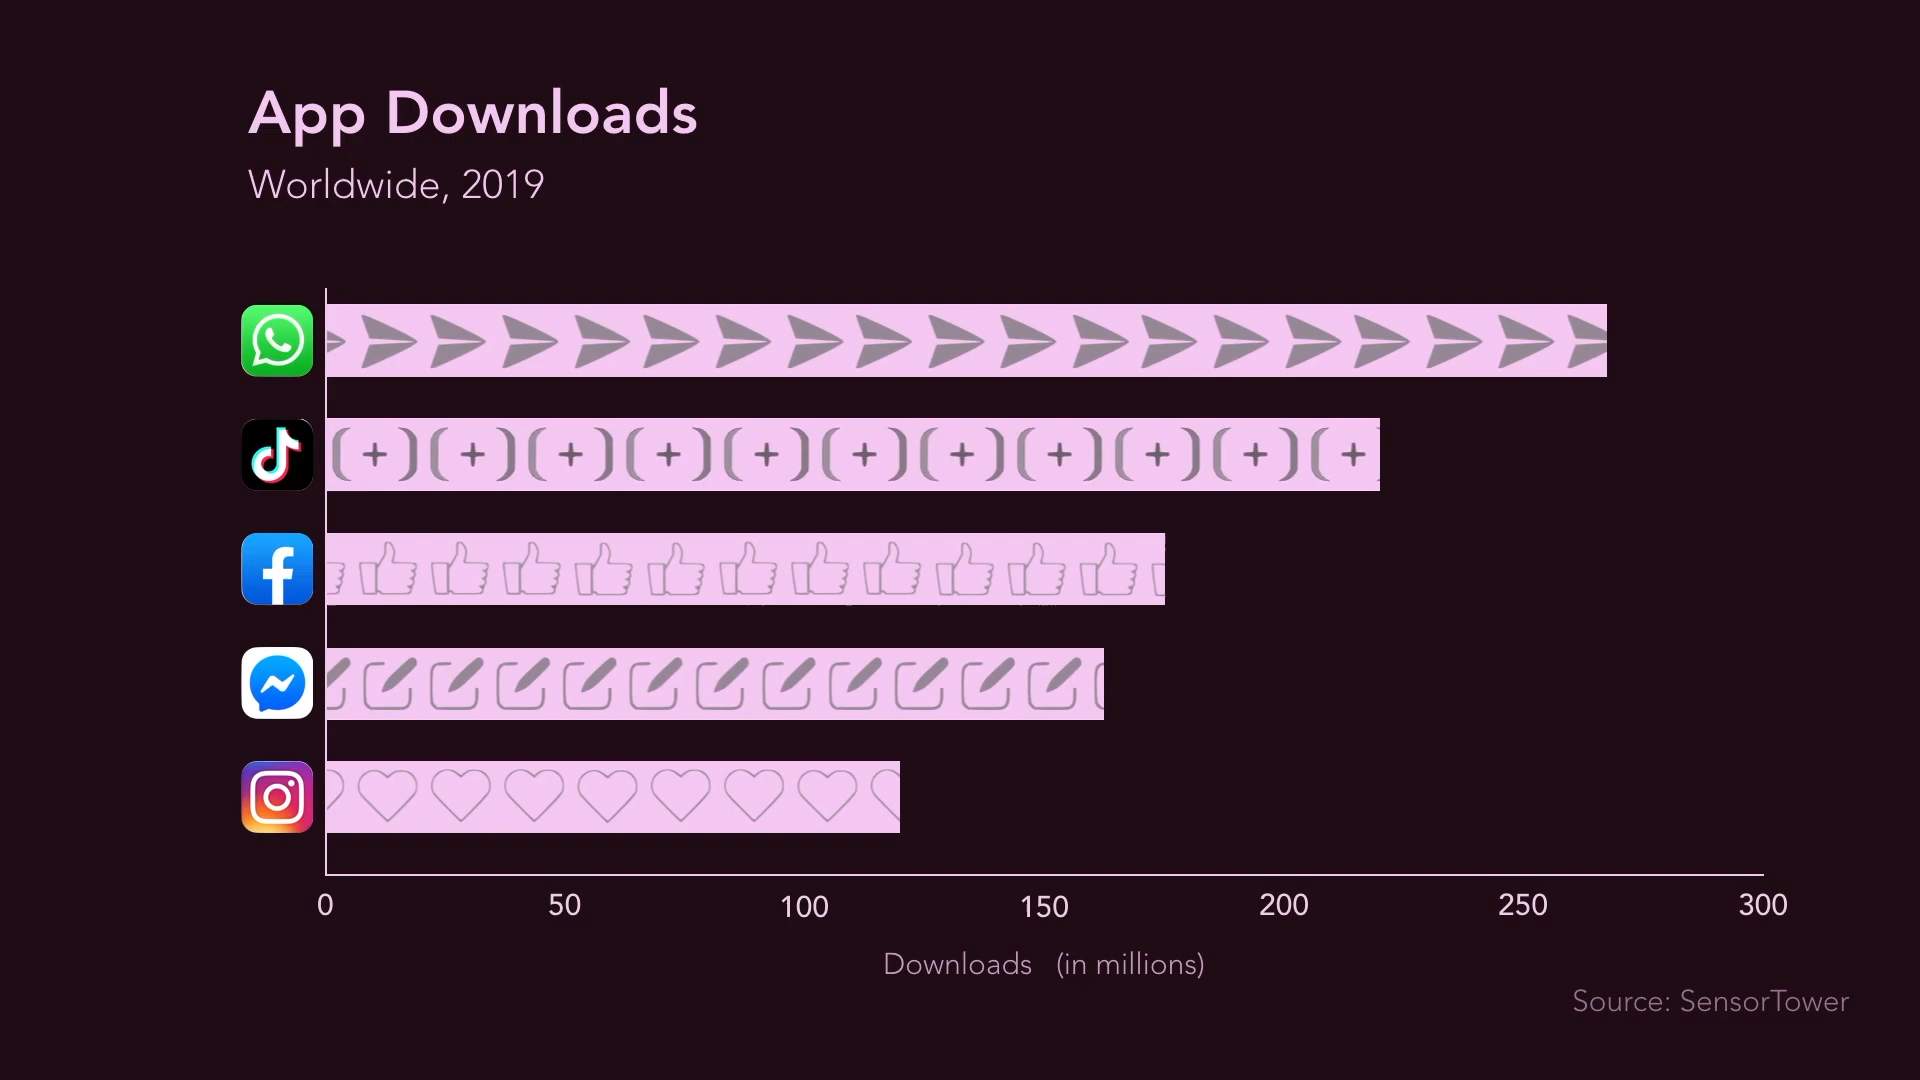 App Downloads
Worldwide, 2019
0 50 100 150 200 250 300
Downloads (in millions)
Source: SensorTower